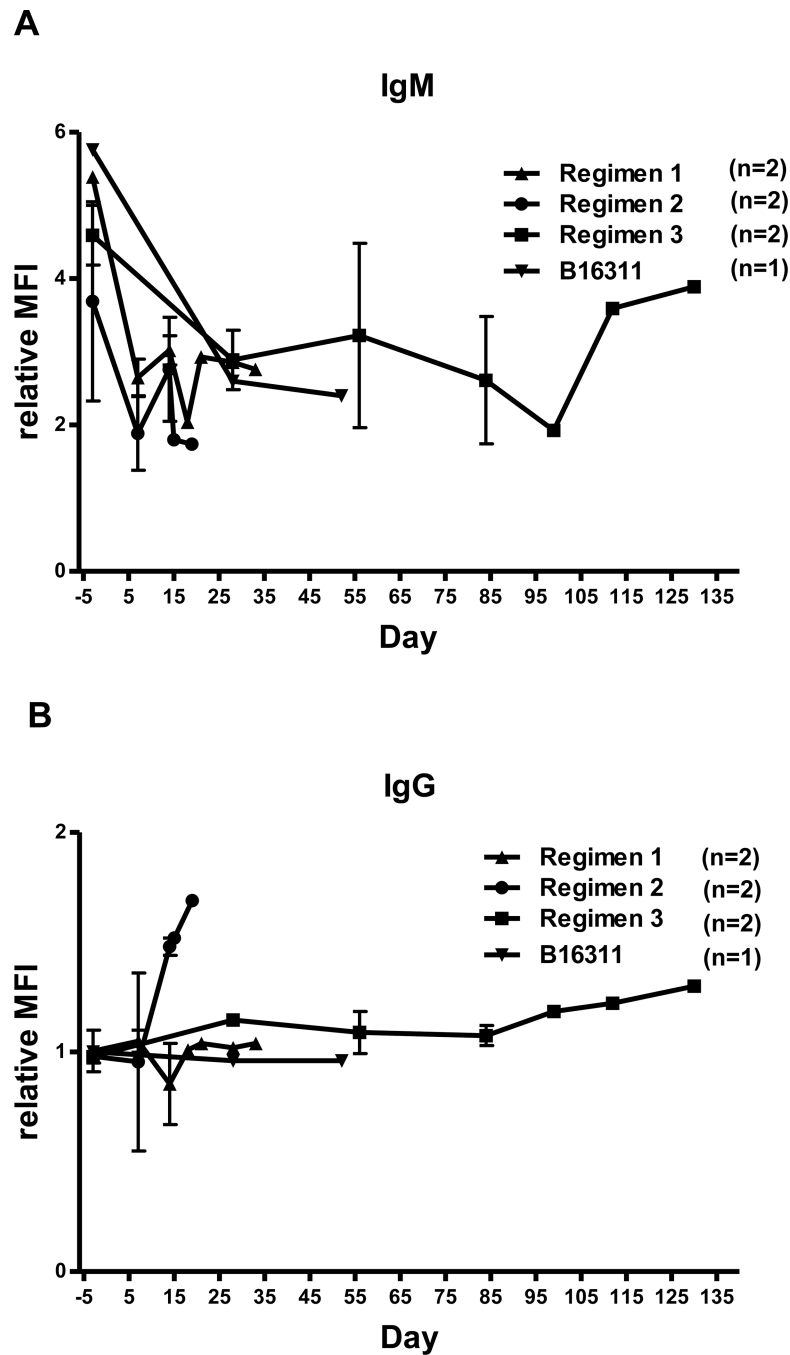 A
IgM
6
4
2
0
relative MFI
Regimen 1 (n=2)
Regimen 2 (n=2)
Regimen 3 (n=2)
B16311 (n=1)
-5 5 15 25 35 45 55 65 75 85 95 105 115 125 135
Day
B
IgG
2
1
0
relative MFI
Regimen 1 (n=2)
Regimen 2 (n=2)
Regimen 3 (n=2)
B16311 (n=1)
-5 5 15 25 35 45 55 65 75 85 95 105 115 125 135
Day